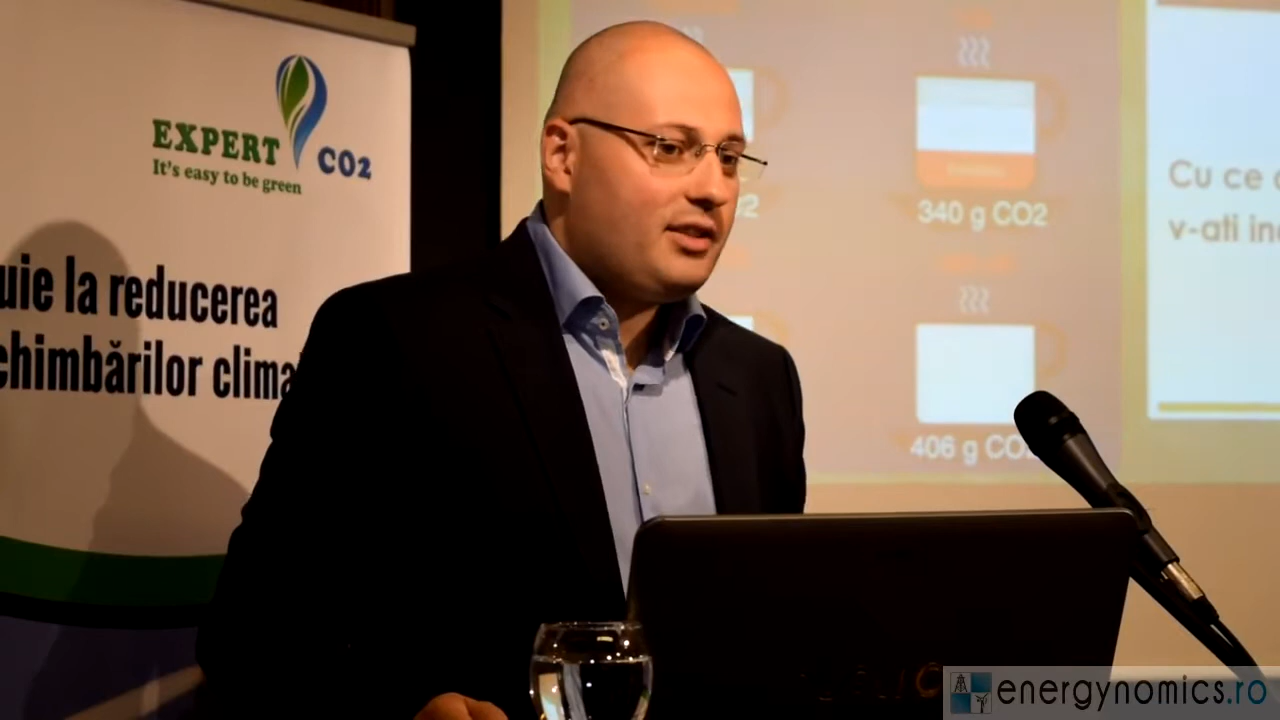 EXPERT CO2
It's easy to be green
uie la reducerea
chimbărilor clima
340 g CO2
406 g CO2
Cu ce
v-ati in
energynomics.ro